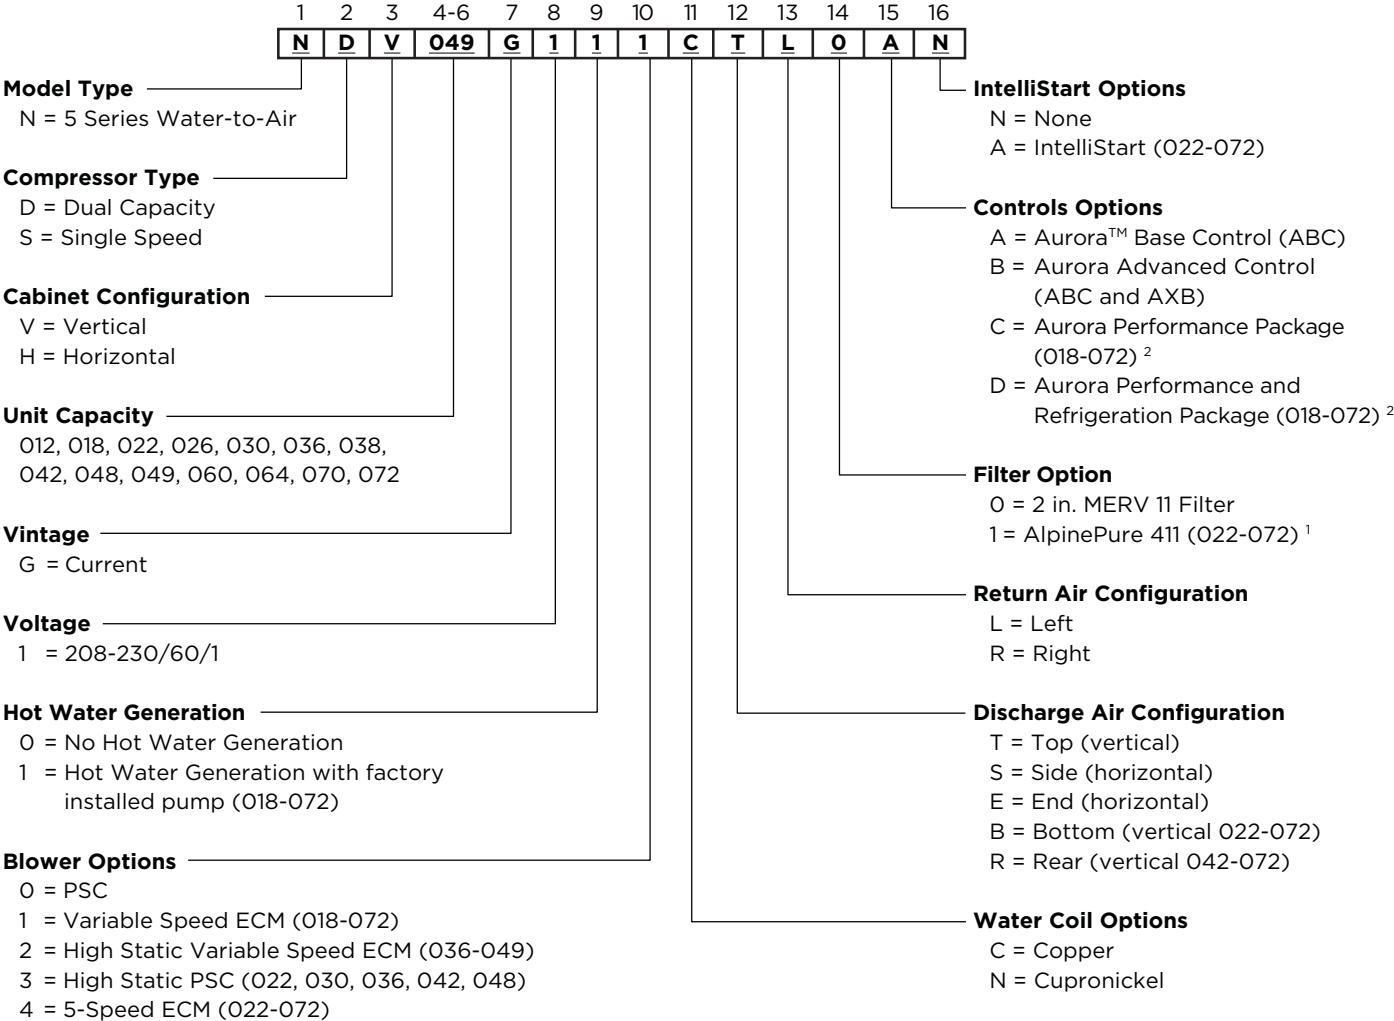 1 2 3 4-6 7 8 9 10 11 12 13 14 15 16
N D V 049 G 1 1 1 C T L 0 A N
Model Type
N = 5 Series Water-to-Air
Compressor Type
D = Dual Capacity
S = Single Speed
Cabinet Configuration
V = Vertical
H = Horizontal
Unit Capacity
012, 018, 022, 026, 030, 036, 038,
042, 048, 049, 060, 064, 070, 072
Vintage
G = Current
Voltage
1 = 208-230/60/1
Hot Water Generation
0 = No Hot Water Generation
1 = Hot Water Generation with factory
installed pump (018-072)
Blower Options
0 = PSC
1 = Variable Speed ECM (018-072)
2 = High Static Variable Speed ECM (036-049)
3 = High Static PSC (022, 030, 036, 042, 048)
4 = 5-Speed ECM (022-072)
IntelliStart Options
N = None
A = IntelliStart (022-072)
Controls Options
A = Aurora™ Base Control (ABC)
B = Aurora Advanced Control
(ABC and AXB)
C = Aurora Performance Package
(018-072) ²
D = Aurora Performance and
Refrigeration Package (018-072) ²
Filter Option
0 = 2 in. MERV 11 Filter
1 = AlpinePure 411 (022-072) ¹
Return Air Configuration
L = Left
R = Right
Discharge Air Configuration
T = Top (vertical)
S = Side (horizontal)
E = End (horizontal)
B = Bottom (vertical 022-072)
R = Rear (vertical 042-072)
Water Coil Options
C = Copper
N = Cupronickel